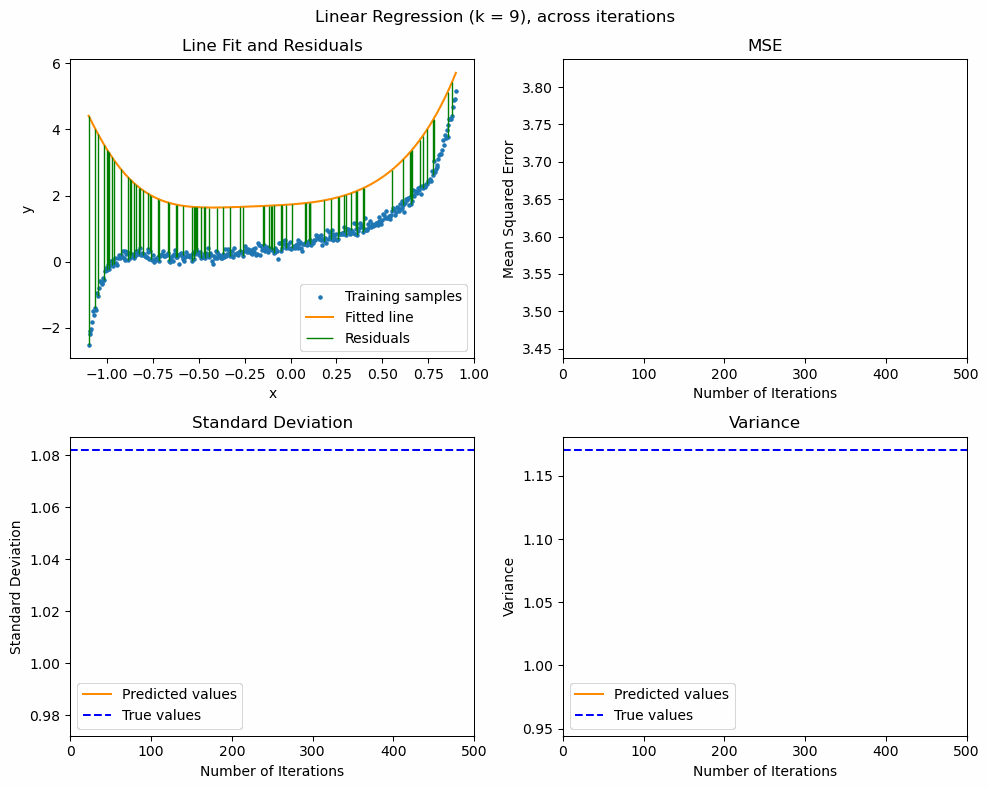 Linear Regression (k = 9), across iterations
Line Fit and Residuals
y
6
4
2
0
−2
−1.00 −0.75 −0.50 −0.25 0.00 0.25 0.50 0.75 1.00
x
Training samples
Fitted line
Residuals
MSE
Mean Squared Error
3.80
3.75
3.70
3.65
3.60
3.55
3.50
3.45
0 100 200 300 400 500
Number of Iterations
Standard Deviation
Standard Deviation
1.08
1.06
1.04
1.02
1.00
0.98
0 100 200 300 400 500
Number of Iterations
Predicted values
True values
Variance
Variance
1.15
1.10
1.05
1.00
0.95
0 100 200 300 400 500
Number of Iterations
Predicted values
True values